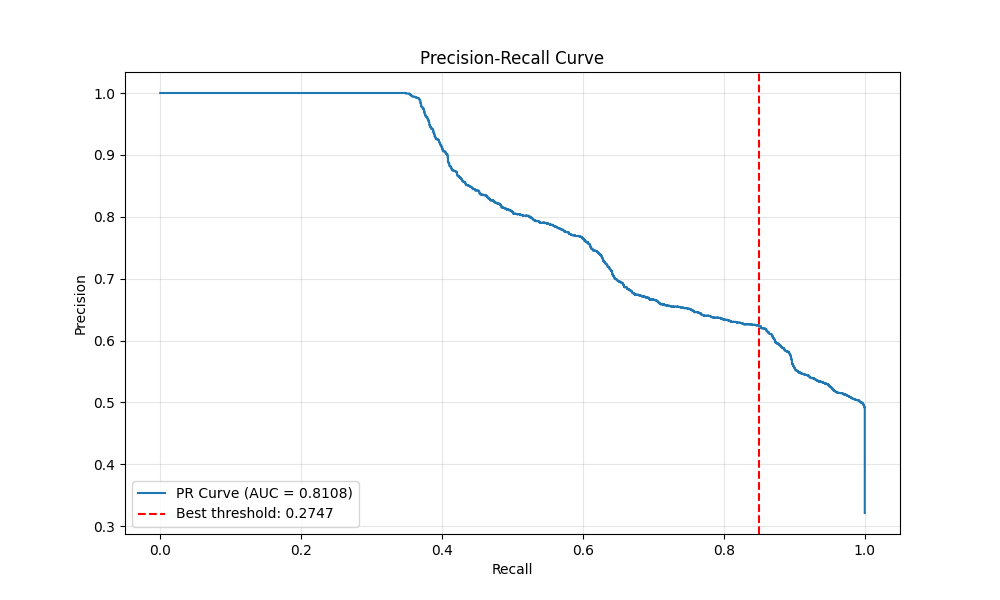 Precision-Recall Curve
1.0
0.9
0.8
0.7
0.6
0.5
0.4
0.3
Precision
PR Curve (AUC = 0.8108)
Best threshold: 0.2747
0.0 0.2 0.4 0.6 0.8 1.0
Recall